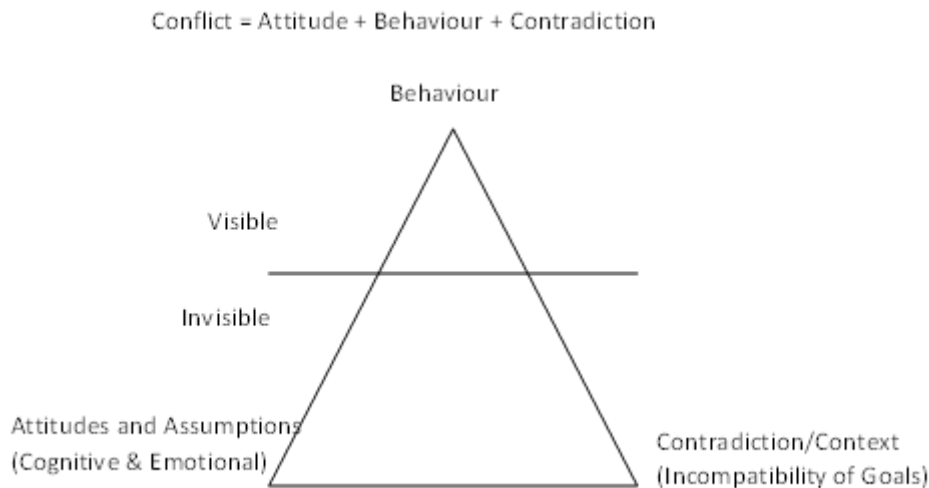 Conflict = Attitude + Behaviour + Contradiction
Behaviour
Visible
Invisible
Attitudes and Assumptions
(Cognitive & Emotional)
Contradiction/Context
(Incompatibility of Goals)